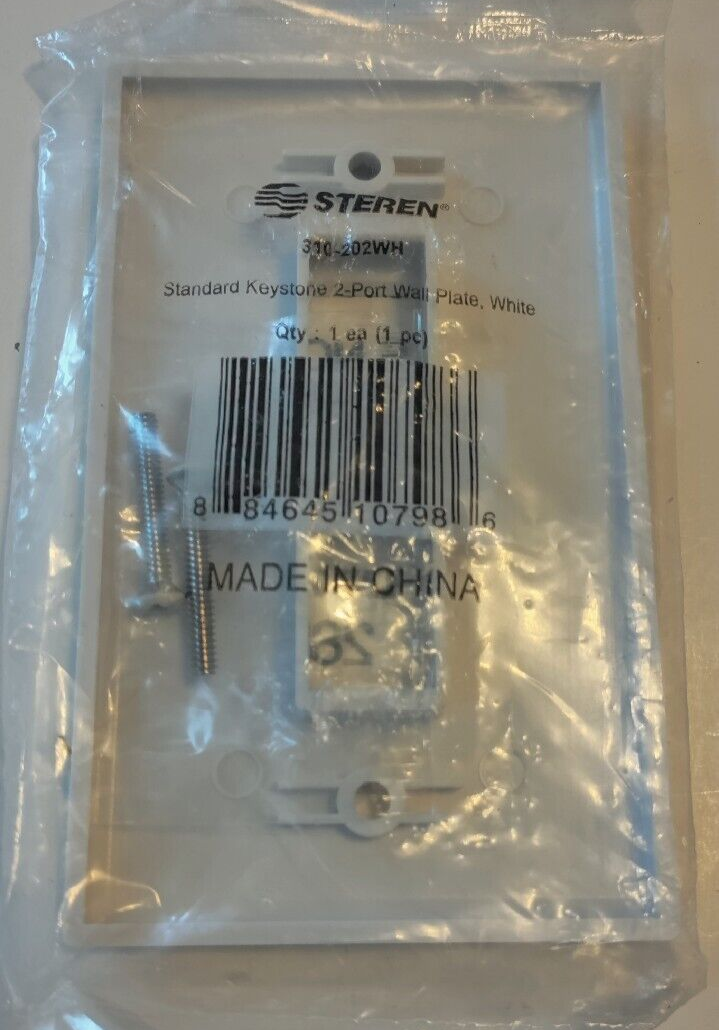 STEREN®
310-202WH
Standard Keystone 2-Port Wall Plate, White
Qty : 1 ea (1 pc)
8 84645 10798 6
MADE IN CHINA